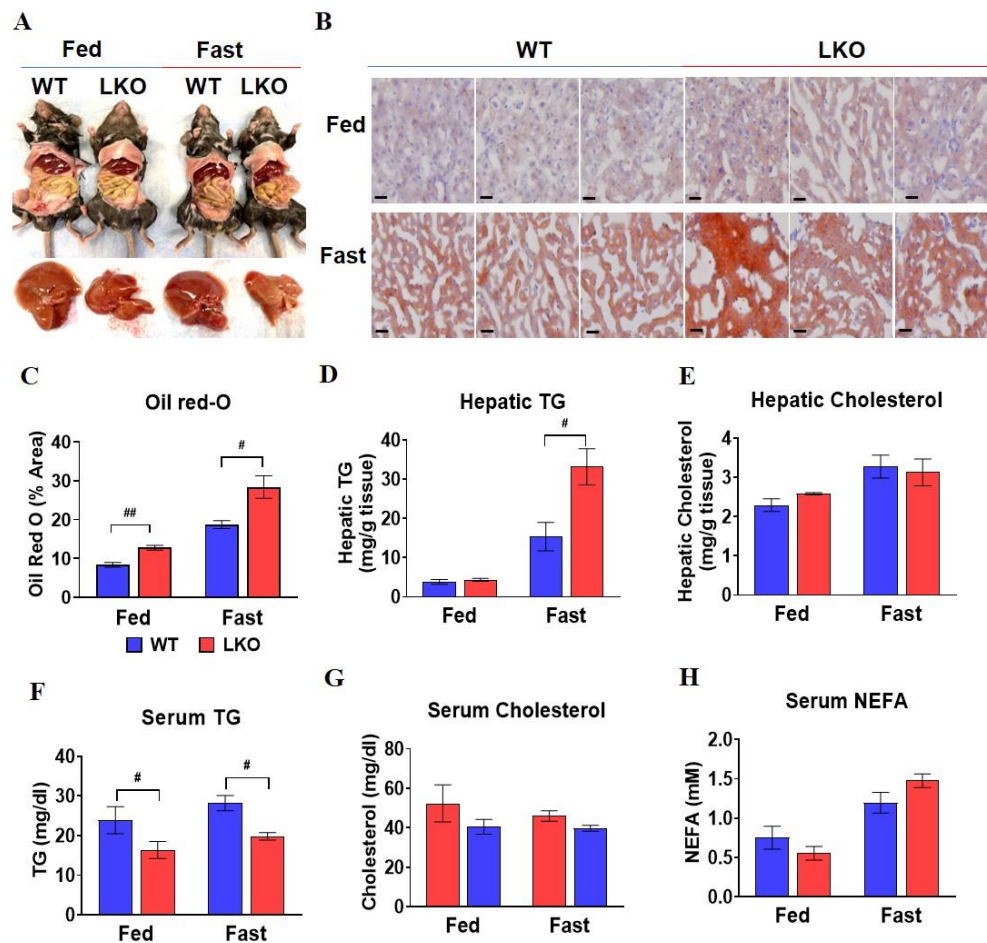 A
Fed Fast
WT LKO WT LKO
B
WT LKO
Fed
Fast
C
Oil red-O
Oil Red O (% Area)
40
30
20
10
0
##
#
Fed Fast
WT LKO
D
Hepatic TG
Hepatic TG
(mg/g tissue)
40
30
20
10
0
#
Fed Fast
E
Hepatic Cholesterol
Hepatic Cholesterol
(mg/g tissue)
4
3
2
1
0
Fed Fast
F
Serum TG
TG (mg/dl)
40
30
20
10
0
#
#
Fed Fast
G
Serum Cholesterol
Cholesterol (mg/dl)
80
60
40
20
0
Fed Fast
H
Serum NEFA
NEFA (mM)
2.0
1.5
1.0
0.5
0.0
Fed Fast